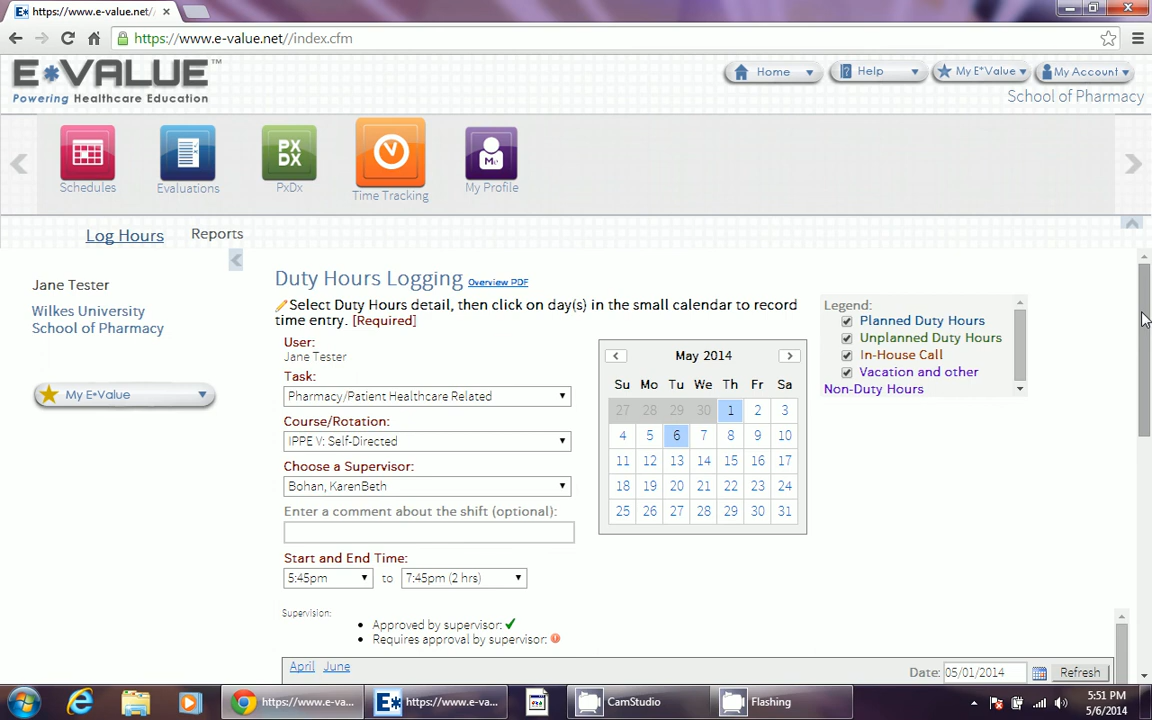 https://www.e-value.net/
https://www.e-value.net//index.cfm
E*VALUE™
Powering Healthcare Education
Home
Help
My E*Value
My Account
School of Pharmacy
PX
DX
Me
Schedules
Evaluations
PxDx
Time Tracking
My Profile
Log Hours
Reports
Jane Tester
Wilkes University
School of Pharmacy
My E*Value
Duty Hours Logging Overview PDF
Select Duty Hours detail, then click on day(s) in the small calendar to record
time entry. [Required]
User:
Jane Tester
Task:
Pharmacy/Patient Healthcare Related
Course/Rotation:
IPPE V: Self-Directed
Choose a Supervisor:
Bohan, KarenBeth
Enter a comment about the shift (optional):
Start and End Time:
5:45pm to 7:45pm (2 hrs)
Supervision:
Approved by supervisor:
Requires approval by supervisor:
May 2014
Su Mo Tu We Th Fr Sa
27 28 29 30 1 2 3
4 5 6 7 8 9 10
11 12 13 14 15 16 17
18 19 20 21 22 23 24
25 26 27 28 29 30 31
Legend:
Planned Duty Hours
Unplanned Duty Hours
In-House Call
Vacation and other
Non-Duty Hours
April June
Date: 05/01/2014 Refresh
https://www.e-va...
https://www.e-va...
CamStudio
Flashing
5:51 PM
5/6/2014